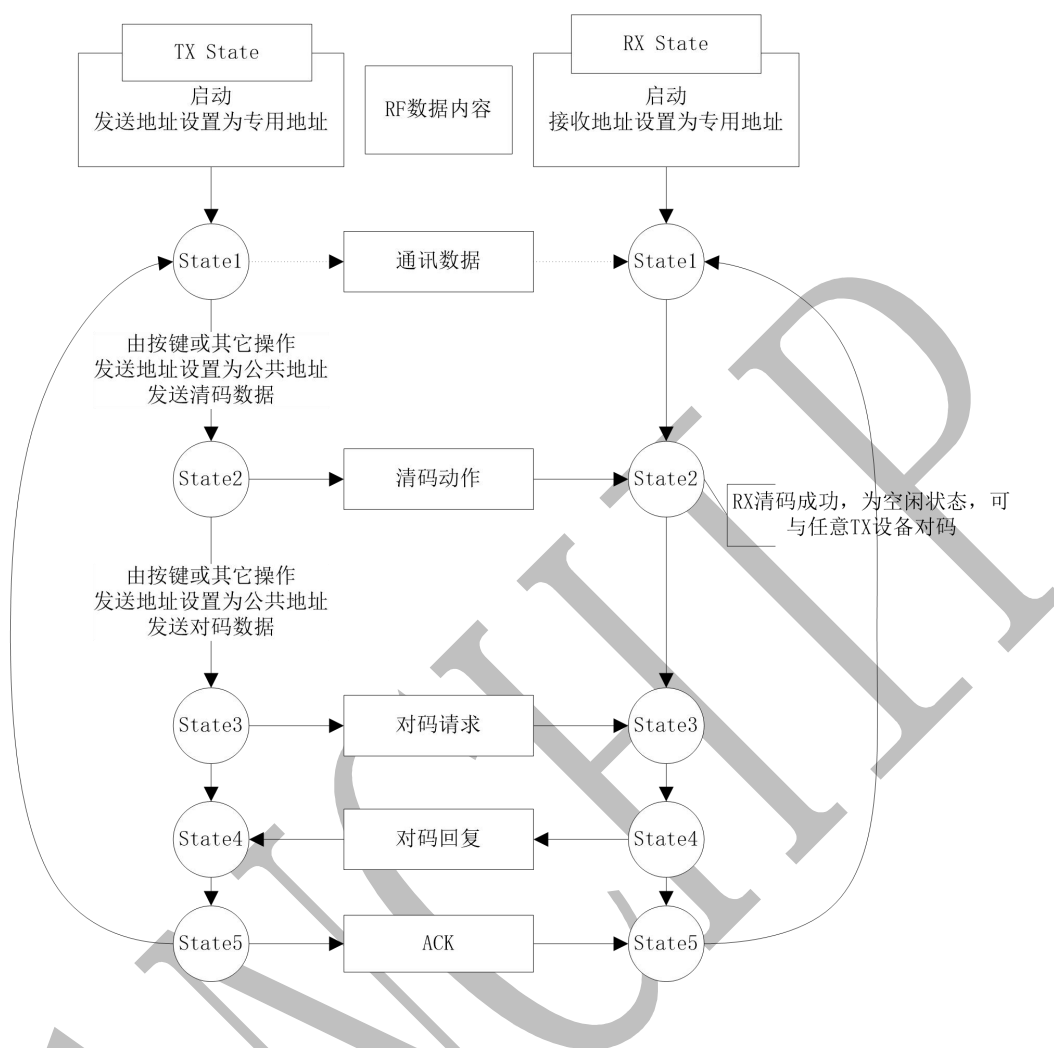 TX State
启动
发送地址设置为专用地址
RF数据内容
RX State
启动
接收地址设置为专用地址
State1
通讯数据
State1
由按键或其它操作
发送地址设置为公共地址
发送清码数据
State2
清码动作
State2
RX清码成功，为空闲状态，可
与任意TX设备对码
由按键或其它操作
发送地址设置为公共地址
发送对码数据
State3
对码请求
State3
State4
对码回复
State4
State5
ACK
State5
NCHIP